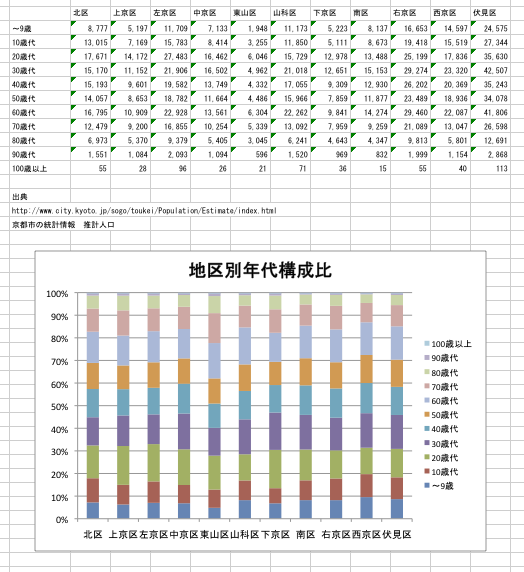 北区 上京区 左京区 中京区 東山区 山科区 下京区 南区 右京区 西京区 伏見区
～9歳 8,777 5,197 11,709 7,133 1,948 11,173 5,223 8,137 16,653 14,597 24,575
10歳代 13,015 7,169 15,783 8,414 3,255 11,850 5,111 8,673 19,418 15,519 27,344
20歳代 17,671 14,172 27,483 16,462 6,046 15,729 12,978 13,488 25,199 17,836 35,630
30歳代 15,170 11,152 21,906 16,502 4,962 21,018 12,651 15,153 29,274 23,320 42,507
40歳代 15,193 9,601 19,582 13,749 4,332 17,055 9,309 12,930 26,202 20,369 35,243
50歳代 14,057 8,653 18,782 11,664 4,486 15,966 7,859 11,877 23,489 18,936 34,078
60歳代 16,795 10,909 22,928 13,561 6,304 22,262 9,841 14,274 29,460 22,087 41,806
70歳代 12,479 9,200 16,855 10,254 5,339 13,092 7,959 9,259 21,089 13,047 26,598
80歳代 6,973 5,370 9,379 5,405 3,045 6,241 4,643 4,347 9,813 5,801 12,691
90歳代 1,551 1,084 2,093 1,094 596 1,520 969 832 1,999 1,154 2,868
100歳以上 55 28 96 26 21 71 36 15 55 40 113
出典
http://www.city.kyoto.jp/sogo/toukei/Population/Estimate/index.html
京都市の統計情報 推計人口
地区別年代構成比
100%
90%
80%
70%
60%
50%
40%
30%
20%
10%
0%
北区 上京区 左京区 中京区 東山区 山科区 下京区 南区 右京区 西京区 伏見区
100歳以上
90歳代
80歳代
70歳代
60歳代
50歳代
40歳代
30歳代
20歳代
10歳代
～9歳